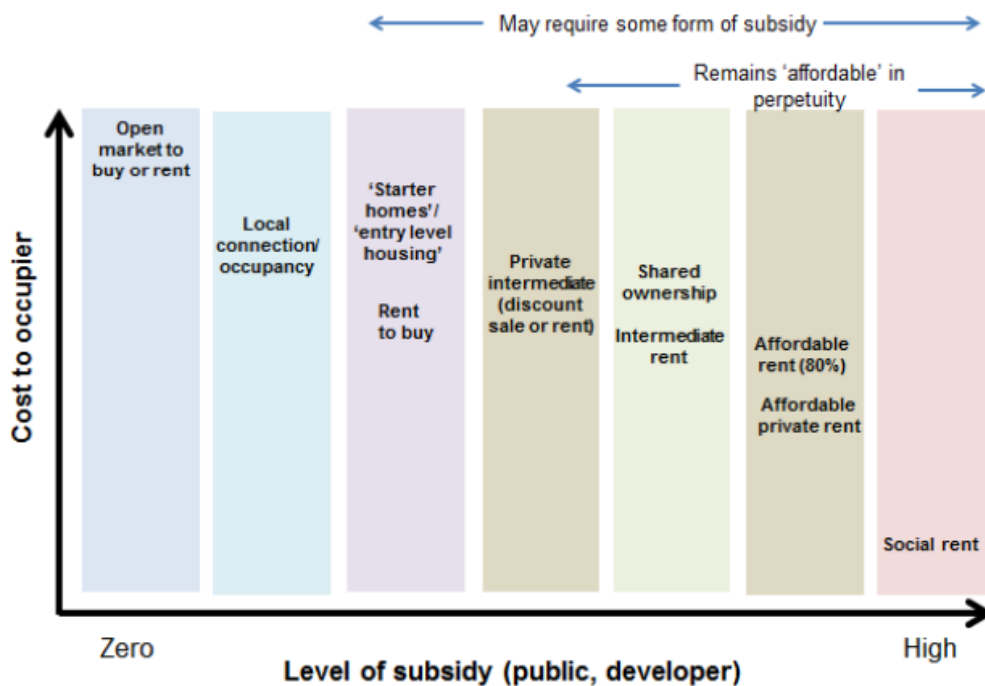 May require some form of subsidy
Remains ‘affordable’ in
perpetuity
Cost to occupier
Open
market to
buy or rent
Local
connection/
occupancy
‘Starter
homes’/
‘entry level
housing’
Rent
to buy
Private
intermediate
(discount
sale or rent)
Shared
ownership
Intermediate
rent
Affordable
rent (80%)
Affordable
private rent
Social rent
Zero
High
Level of subsidy (public, developer)